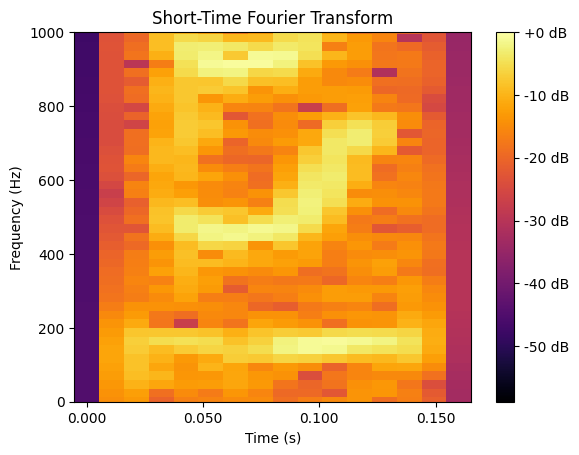 Short-Time Fourier Transform
Frequency (Hz)
1000
800
600
400
200
0
0.000
0.050
0.100
0.150
Time (s)
+0 dB
-10 dB
-20 dB
-30 dB
-40 dB
-50 dB